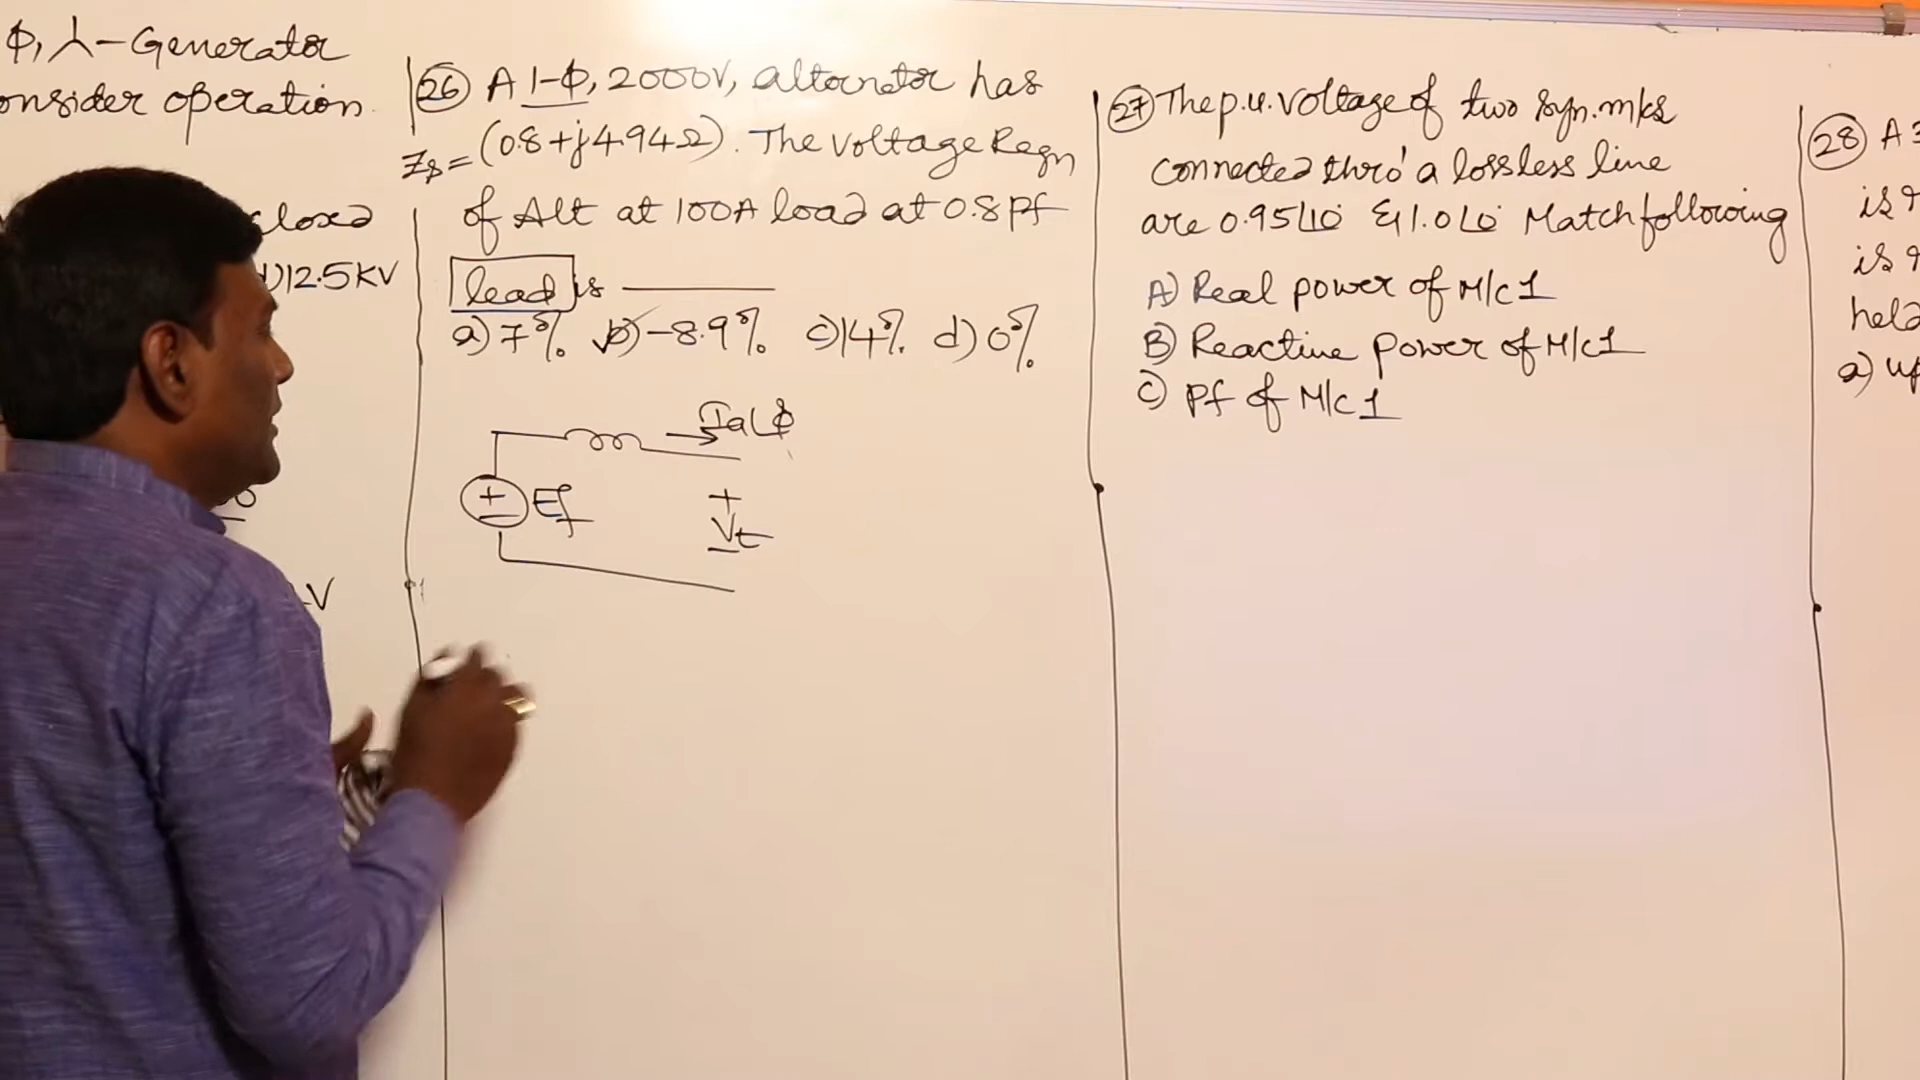 ϕ, ⅄-Generator
onsider operation.
closed
d)12.5KV
V
26 A 1-ϕ, 2000V, alternator has
Zs = (0.8+j4.94Ω). The Voltage Regn
of Alt at 100A load at 0.8 pf
lead is ______
a) 7% b) -8.9% c) 14% d) 0%
Ia∠ϕ
+
-
Ef
+
Vt
-
27 The p.u. voltage of two syn. m/cs
connected thro' a lossless line
are 0.95∠10° & 1.0∠0° Match following
A) Real power of M/c 1
B) Reactive power of M/c 1
C) Pf of M/c 1
28 A 3
is
is
held
a) up